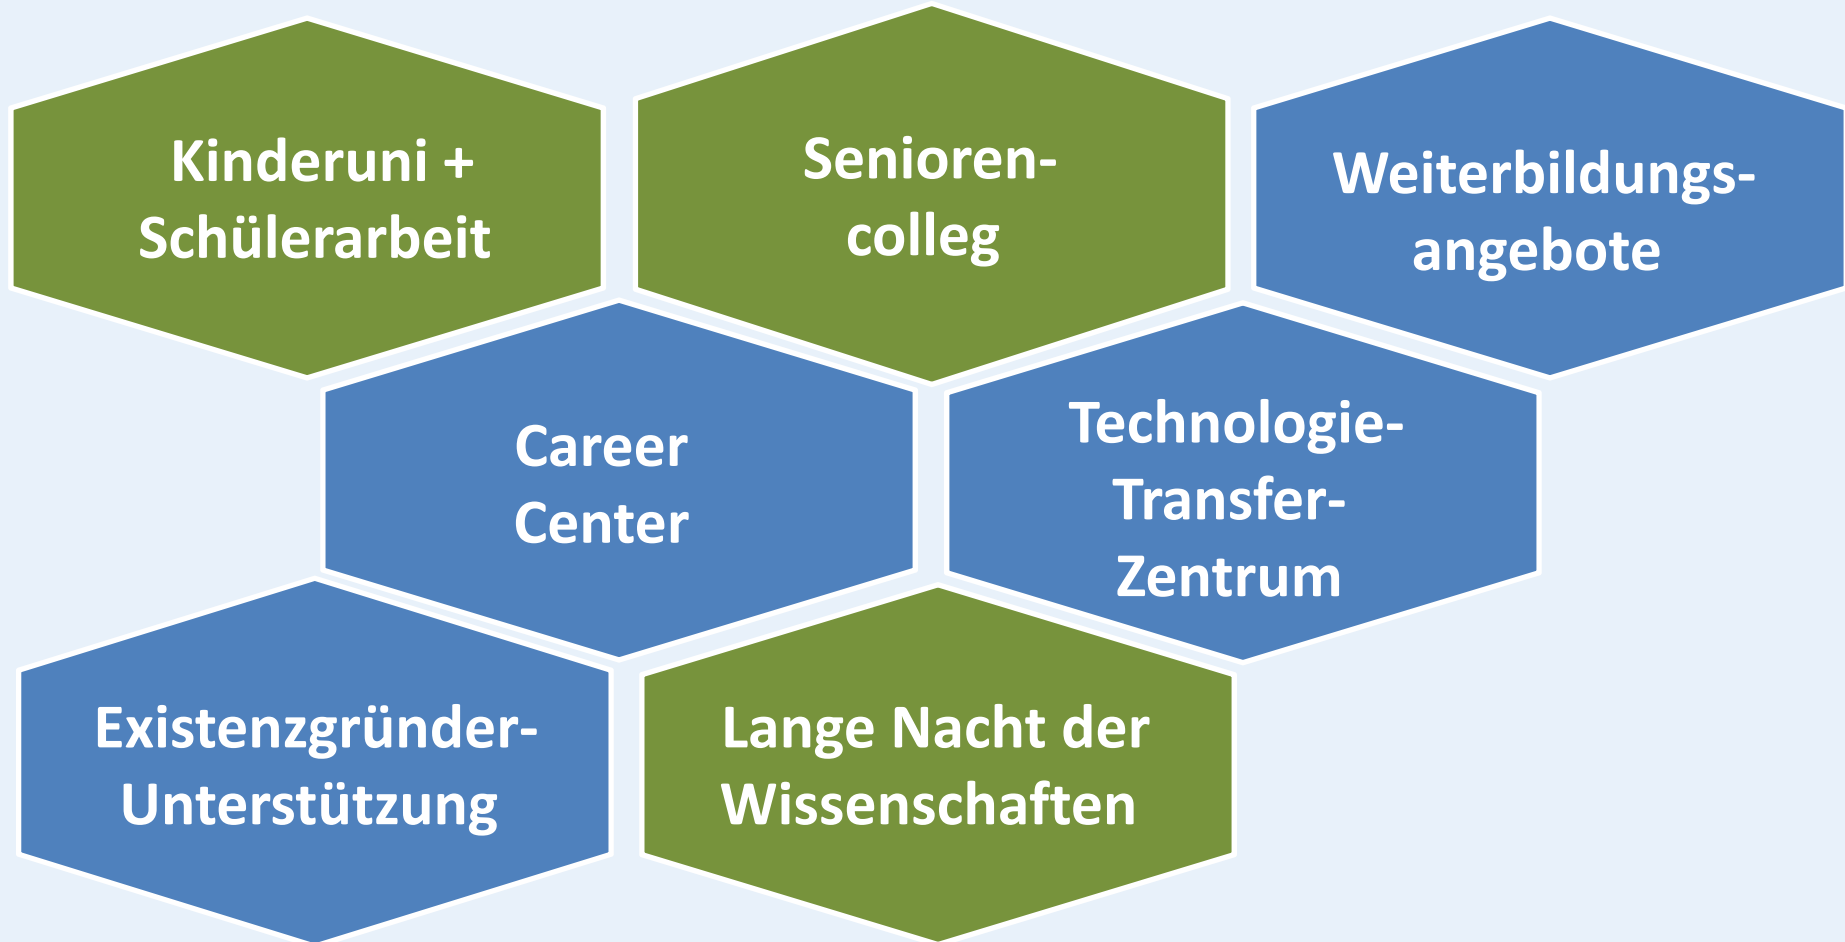 Kinderuni +
Schülerarbeit
Senioren-
colleg
Weiterbildungs-
angebote
Career
Center
Technologie-
Transfer-
Zentrum
Existenzgründer-
Unterstützung
Lange Nacht der
Wissenschaften